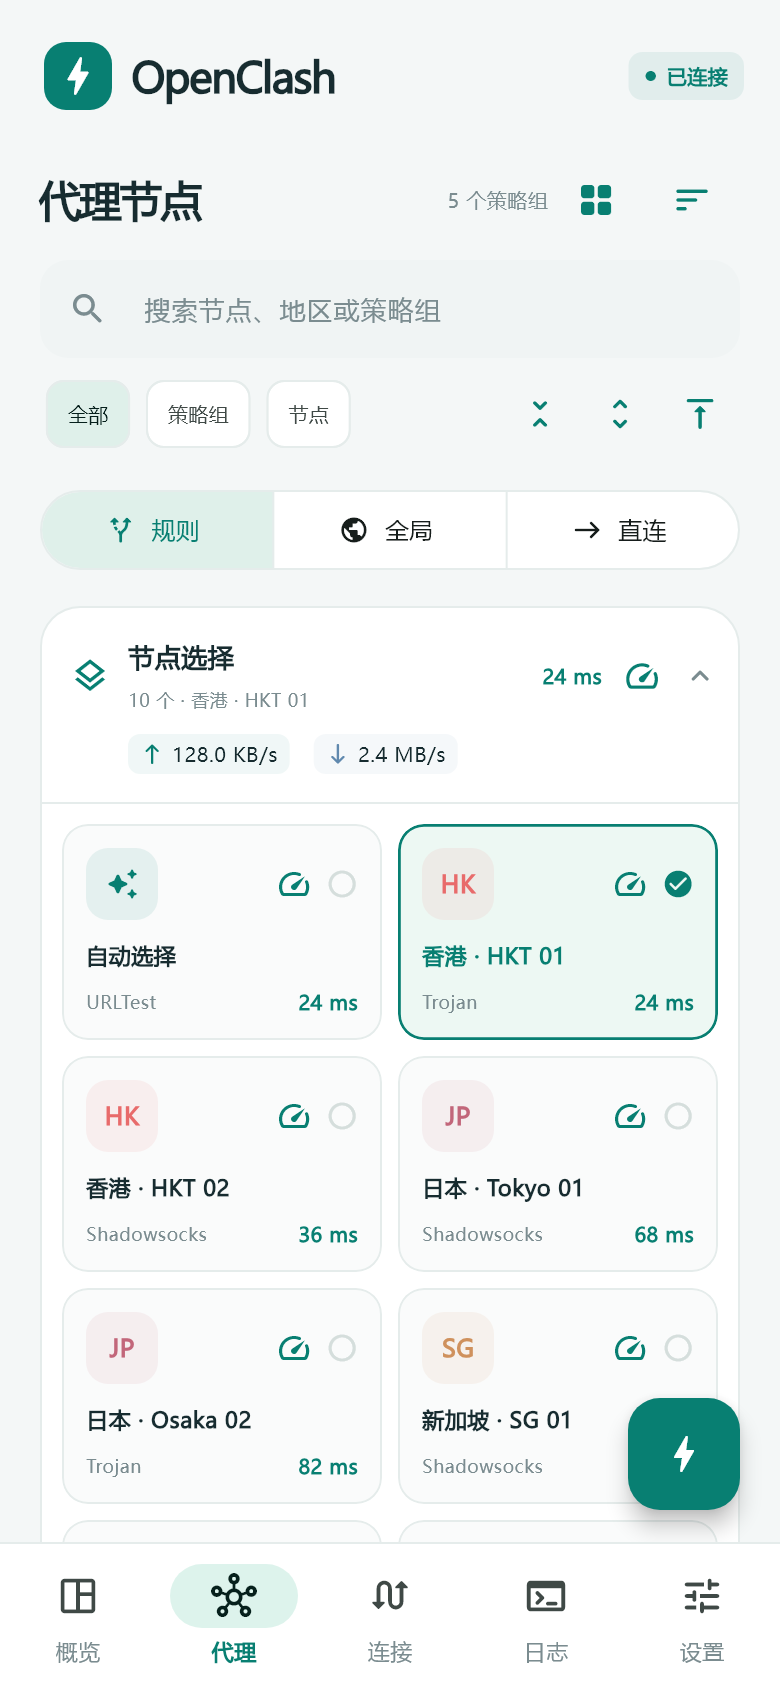 OpenClash
已连接
代理节点
5 个策略组
搜索节点、地区或策略组
全部
策略组
节点
规则
全局
直连
节点选择
10 个 · 香港 · HKT 01
24 ms
128.0 KB/s
2.4 MB/s
自动选择
URLTest
24 ms
HK
香港 · HKT 01
Trojan
24 ms
HK
香港 · HKT 02
Shadowsocks
36 ms
JP
日本 · Tokyo 01
Shadowsocks
68 ms
JP
日本 · Osaka 02
Trojan
82 ms
SG
新加坡 · SG 01
Shadowsocks
概览
代理
连接
日志
设置